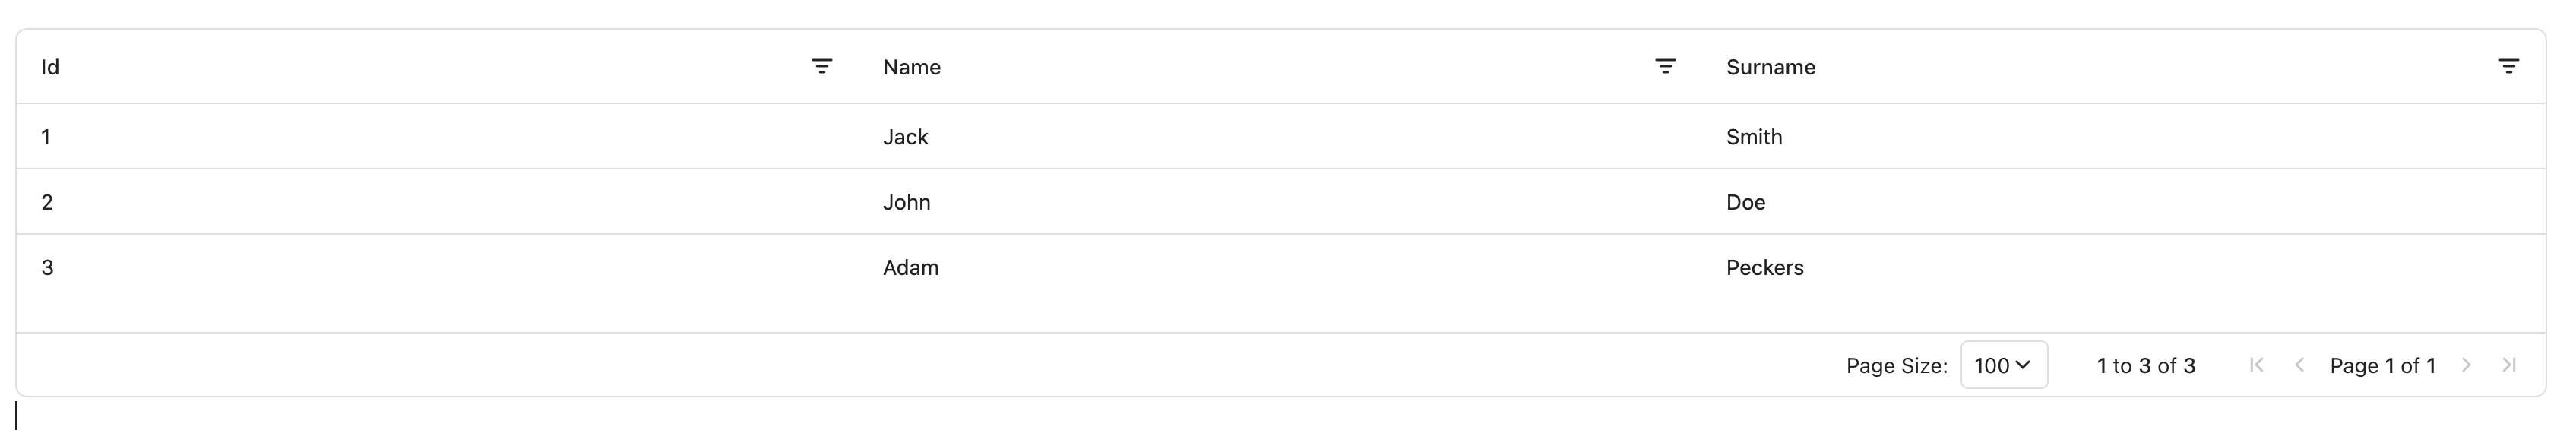 Id Name Surname
1 Jack Smith
2 John Doe
3 Adam Peckers
Page Size: 100 1 to 3 of 3 Page 1 of 1